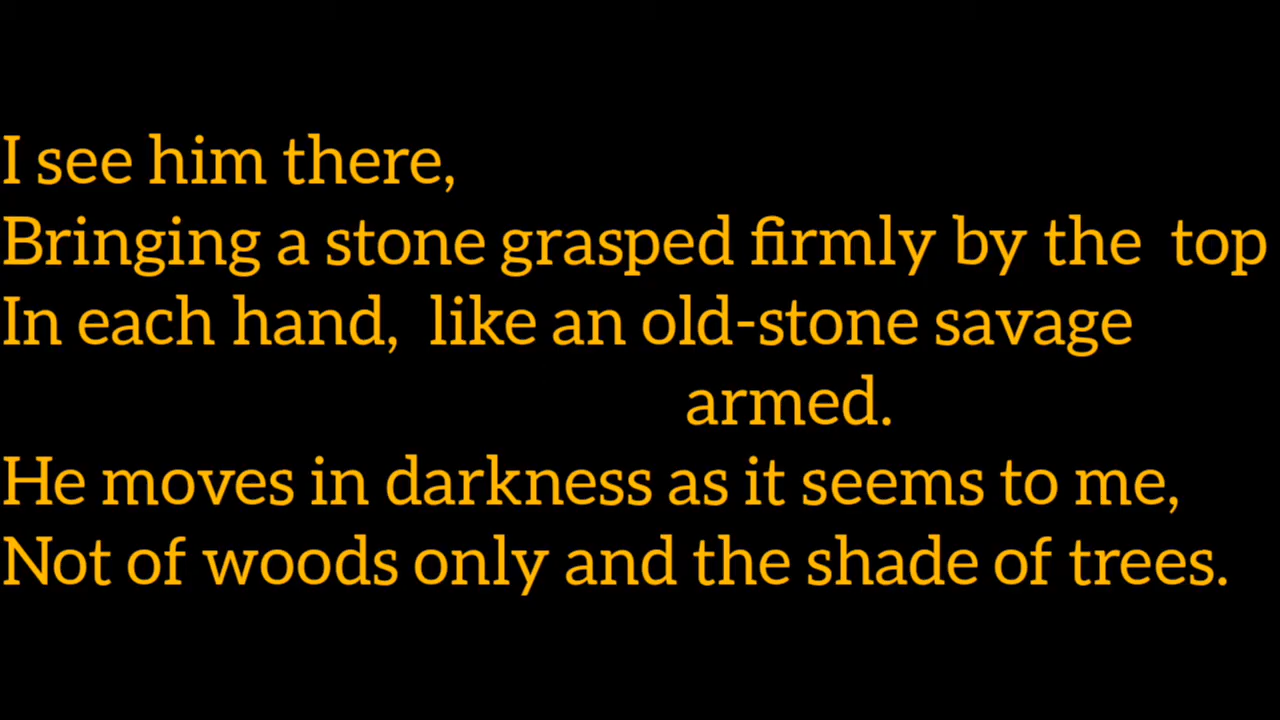 I see him there,
Bringing a stone grasped firmly by the top
In each hand, like an old-stone savage
armed.
He moves in darkness as it seems to me,
Not of woods only and the shade of trees.